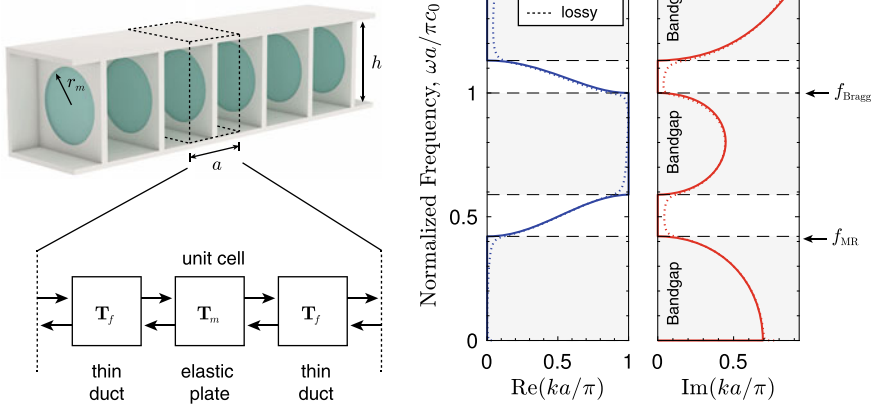 r_m
h
a
unit cell
T_f
T_m
T_f
thin duct
elastic plate
thin duct
Normalized Frequency, ωa/πc₀
1
0.5
0
lossy
0
0.5
1
Re(ka/π)
Bandgap
Bandgap
Bandgap
0
0.5
Im(ka/π)
f_Bragg
f_MR